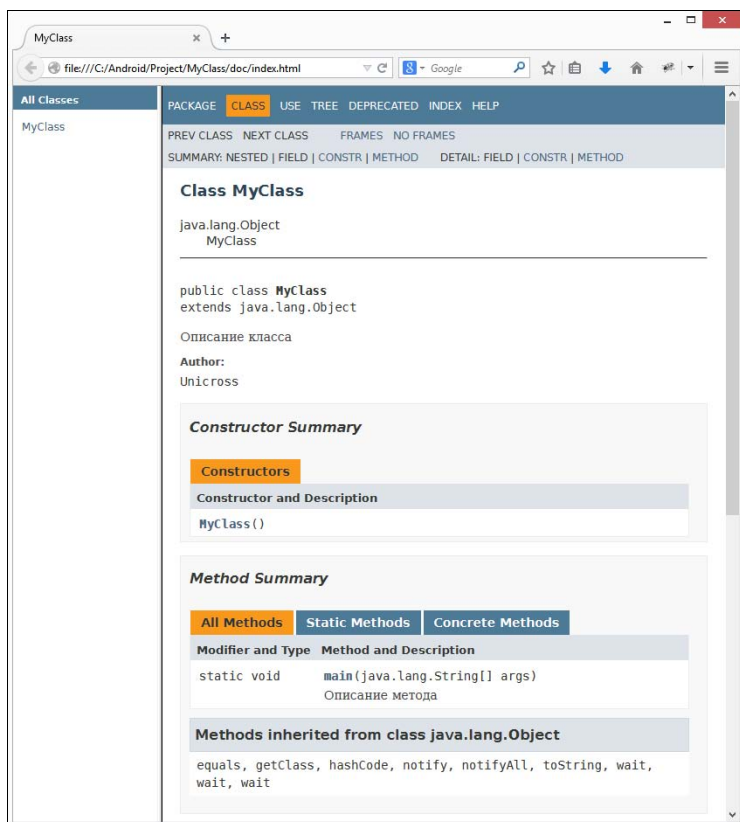 MyClass
file:///C:/Android/Project/MyClass/doc/index.html
Google
All Classes
MyClass
PACKAGE CLASS USE TREE DEPRECATED INDEX HELP
PREV CLASS NEXT CLASS FRAMES NO FRAMES
SUMMARY: NESTED | FIELD | CONSTR | METHOD DETAIL: FIELD | CONSTR | METHOD
Class MyClass
java.lang.Object
MyClass
public class MyClass
extends java.lang.Object
Описание класса
Author:
Unicross
Constructor Summary
Constructors
Constructor and Description
MyClass()
Method Summary
All Methods Static Methods Concrete Methods
Modifier and Type Method and Description
static void main(java.lang.String[] args)
Описание метода
Methods inherited from class java.lang.Object
equals, getClass, hashCode, notify, notifyAll, toString, wait,
wait, wait